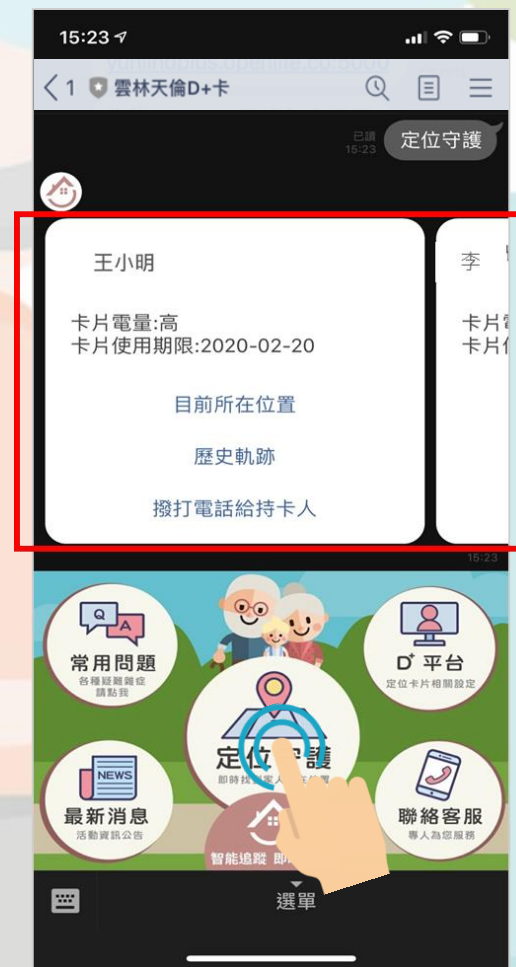 15:23
1 雲林天倫D+卡
已讀
15:23
定位守護
王小明
卡片電量:高
卡片使用期限:2020-02-20
目前所在位置
歷史軌跡
撥打電話給持卡人
李
卡片
卡片
15:23
Q
A
常用問題
各種疑難雜症
請點我
D+ 平台
定位卡片相關設定
定位守護
即時找
NEWS
最新消息
活動資訊公告
聯絡客服
專人為您服務
智能追蹤 即
選單